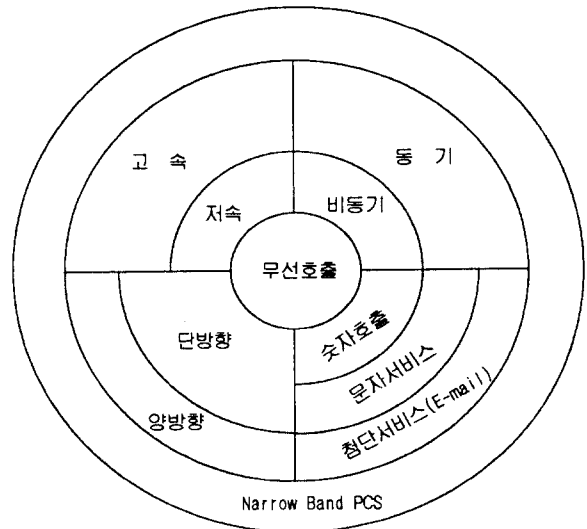 고 속
동 기
저속
비동기
무선호출
단방향
숫자호출
문자서비스
양방향
첨단서비스(E-mail)
Narrow Band PCS